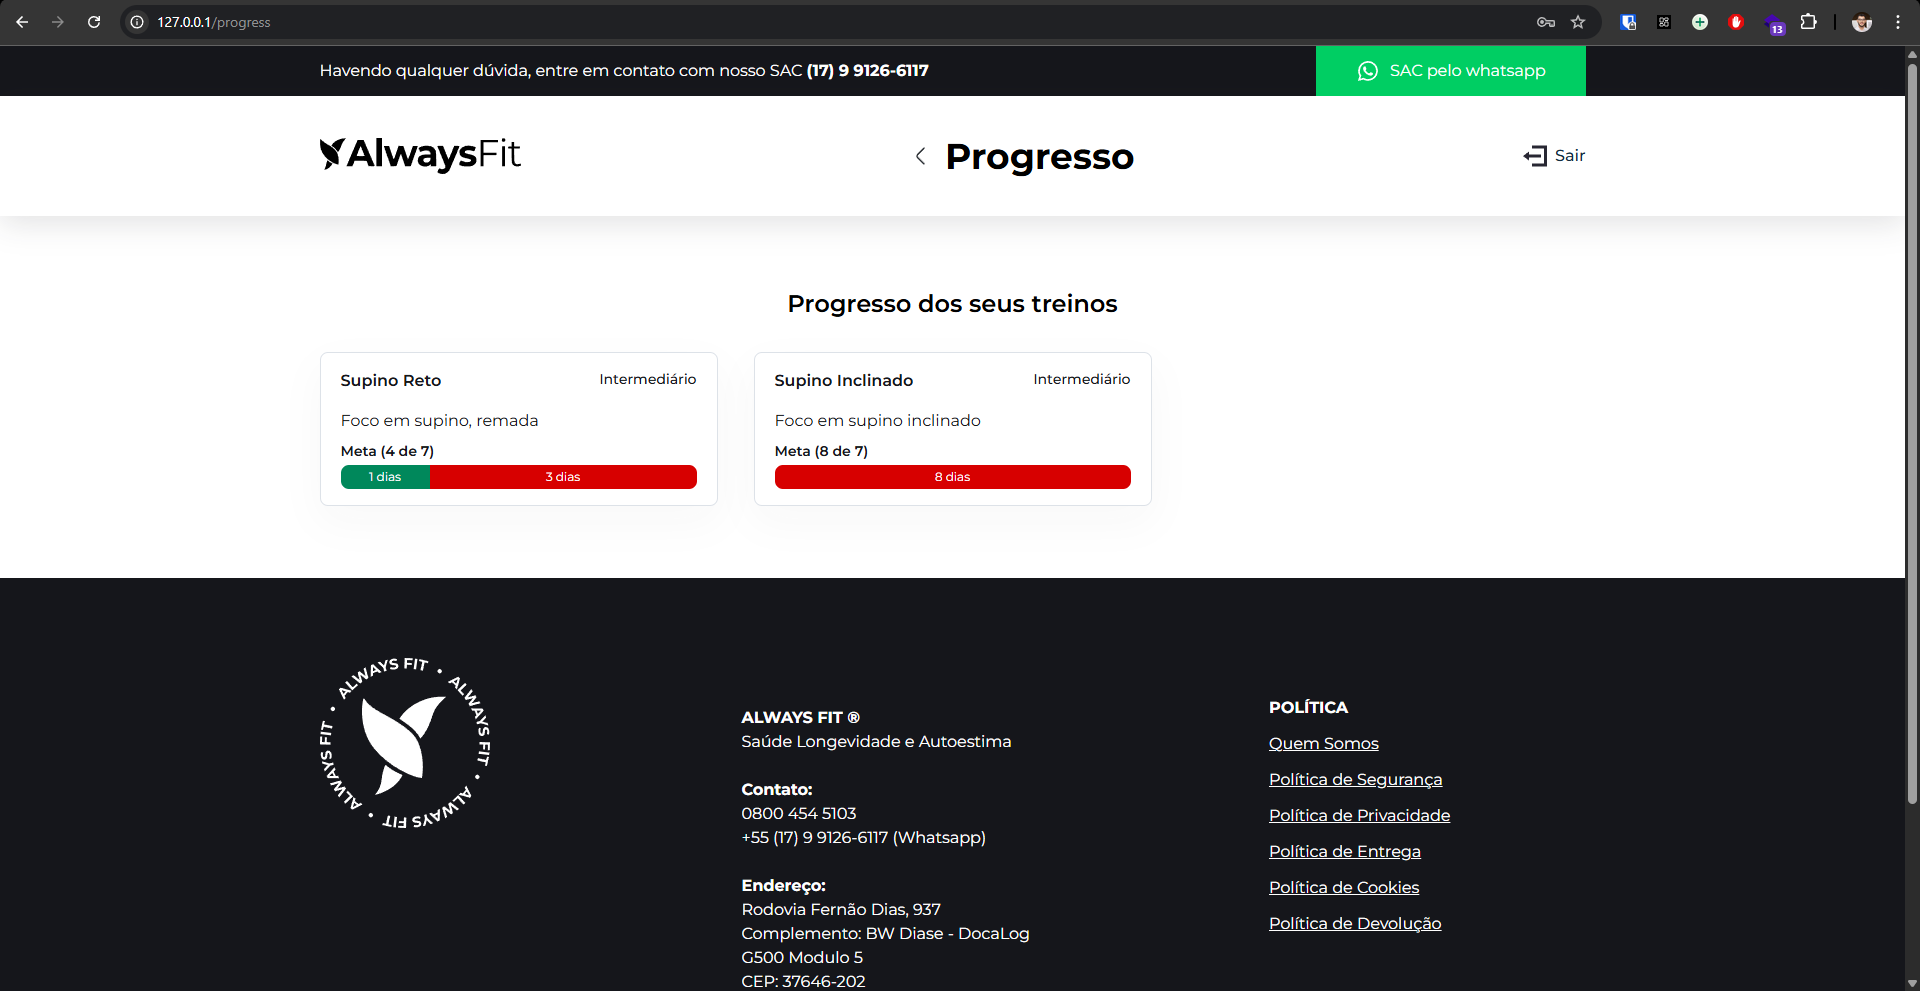 127.0.0.1/progress
13
Havendo qualquer dúvida, entre em contato com nosso SAC (17) 9 9126-6117
SAC pelo whatsapp
AlwaysFit
Progresso
Sair
Progresso dos seus treinos
Supino Reto
Intermediário
Foco em supino, remada
Meta (4 de 7)
1 dias
3 dias
Supino Inclinado
Intermediário
Foco em supino inclinado
Meta (8 de 7)
8 dias
ALWAYS FIT • ALWAYS FIT • ALWAYS FIT • ALWAYS FIT •
ALWAYS FIT ®
Saúde Longevidade e Autoestima
Contato:
0800 454 5103
+55 (17) 9 9126-6117 (Whatsapp)
Endereço:
Rodovia Fernão Dias, 937
Complemento: BW Diase - DocaLog
G500 Modulo 5
CEP: 37646-202
POLÍTICA
Quem Somos
Política de Segurança
Política de Privacidade
Política de Entrega
Política de Cookies
Política de Devolução